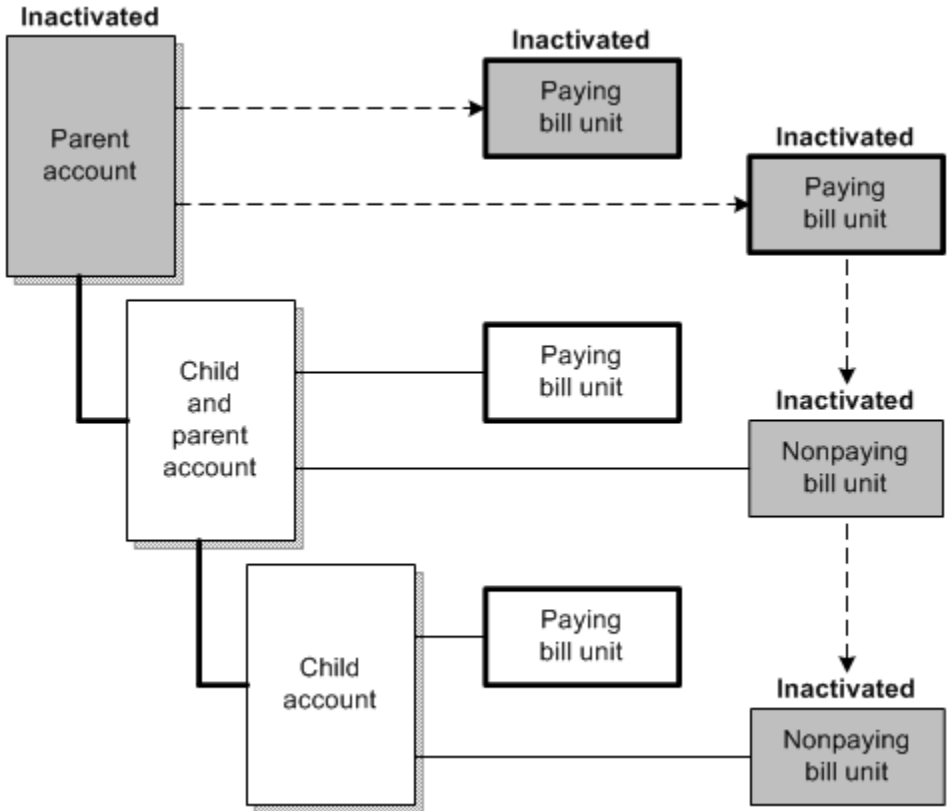 Inactivated
Parent
account
Inactivated
Paying
bill unit
Inactivated
Paying
bill unit
Child
and
parent
account
Paying
bill unit
Inactivated
Nonpaying
bill unit
Child
account
Paying
bill unit
Inactivated
Nonpaying
bill unit